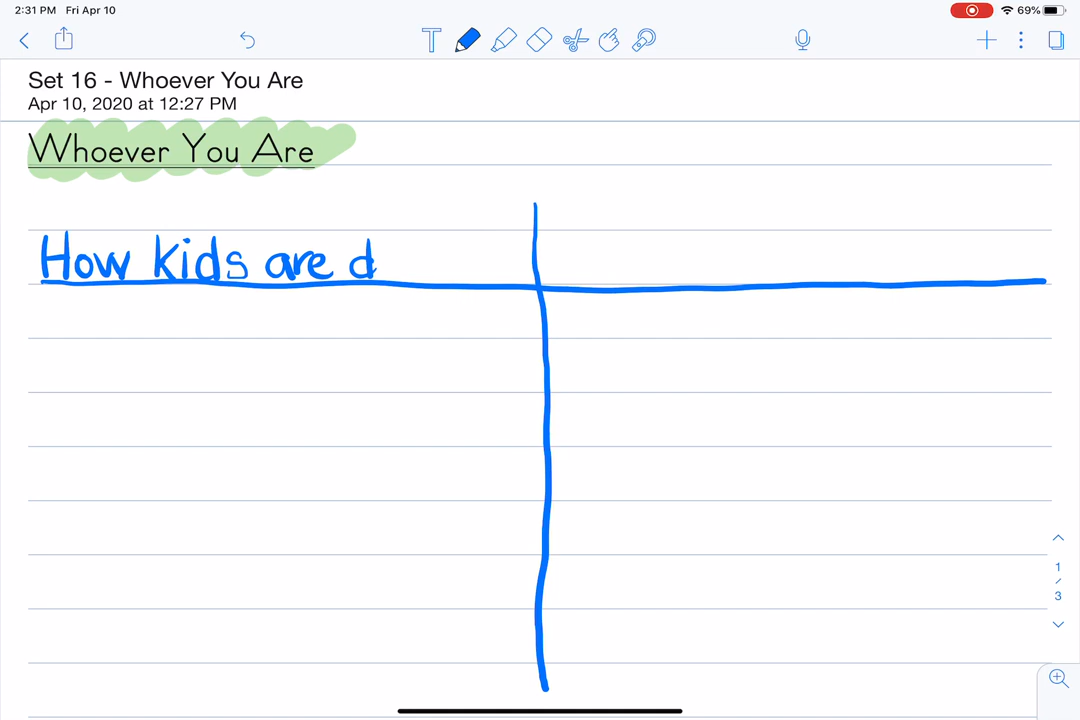 2:31 PM Fri Apr 10 69%
Set 16 - Whoever You Are
Apr 10, 2020 at 12:27 PM
Whoever You Are
How kids are d
1
/
3